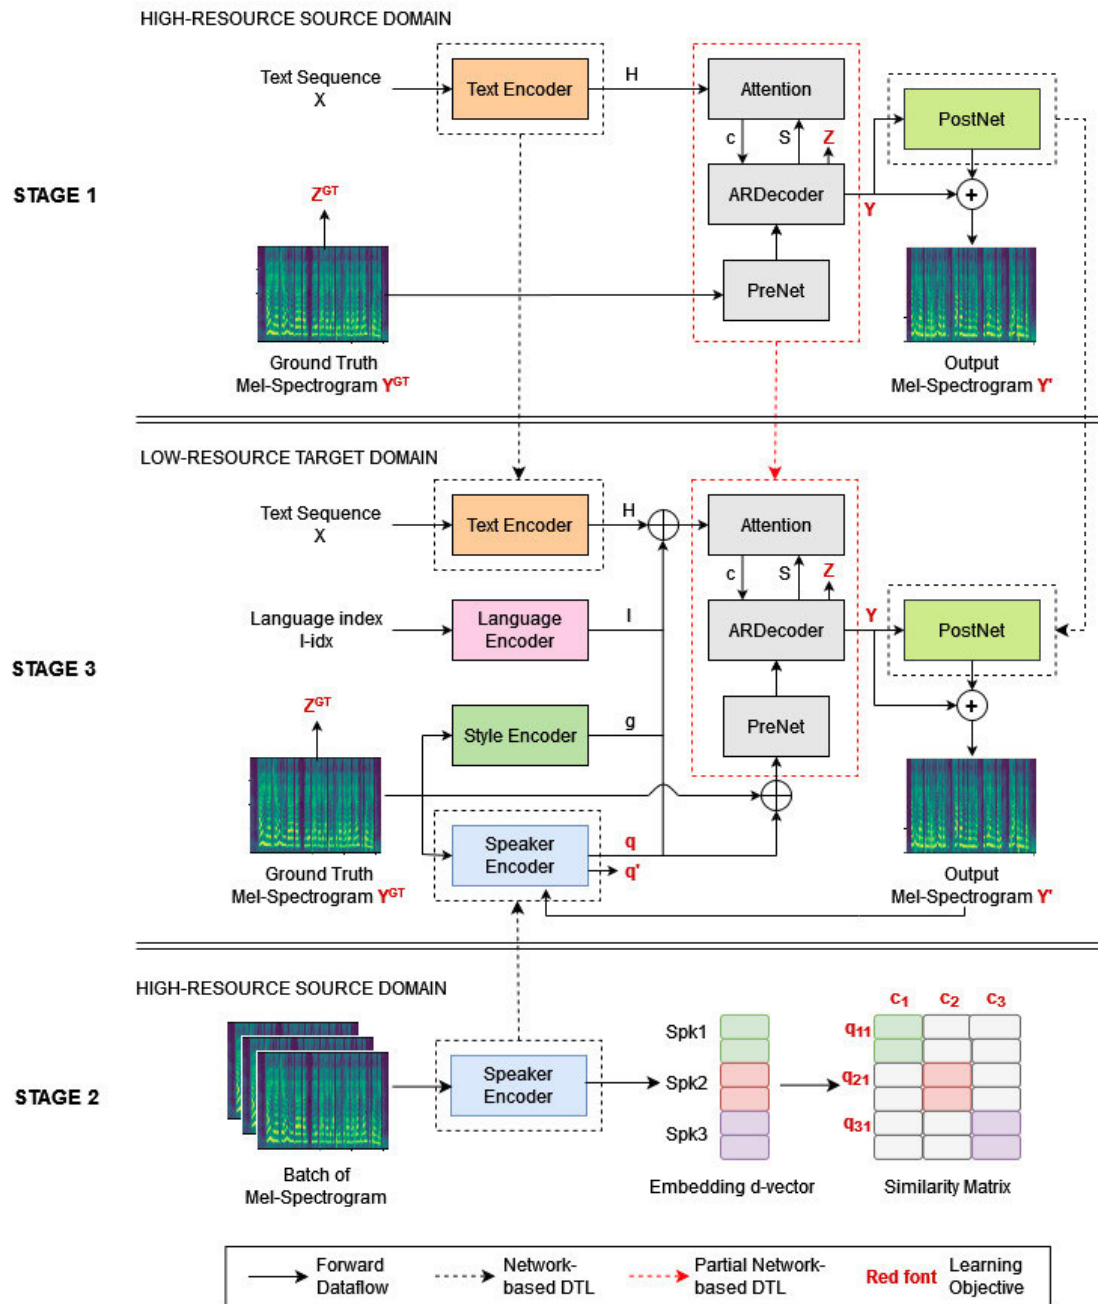 HIGH-RESOURCE SOURCE DOMAIN
Text Sequence
X
Text Encoder
H
Attention
PostNet
c
S
Z
STAGE 1
Z^GT
ARDecoder
Y
+
PreNet
Ground Truth
Mel-Spectrogram Y^GT
Output
Mel-Spectrogram Y'
LOW-RESOURCE TARGET DOMAIN
Text Sequence
X
Text Encoder
H
Attention
c
S
Z
Language index
l-idx
Language
Encoder
l
ARDecoder
Y
PostNet
STAGE 3
Z^GT
Style Encoder
g
PreNet
+
Speaker
Encoder
q
q'
Ground Truth
Mel-Spectrogram Y^GT
Output
Mel-Spectrogram Y'
HIGH-RESOURCE SOURCE DOMAIN
c1
c2
c3
Spk1
q11
Speaker
Encoder
Spk2
q21
STAGE 2
Spk3
q31
Batch of
Mel-Spectrogram
Embedding d-vector
Similarity Matrix
Forward
Dataflow
Network-
based DTL
Partial Network-
based DTL
Red font
Learning
Objective